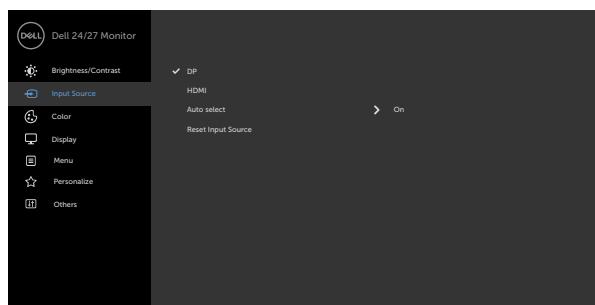 DELL Dell 24/27 Monitor
Brightness/Contrast
Input Source
Color
Display
Menu
Personalize
Others
DP
HDMI
Auto select On
Reset Input Source